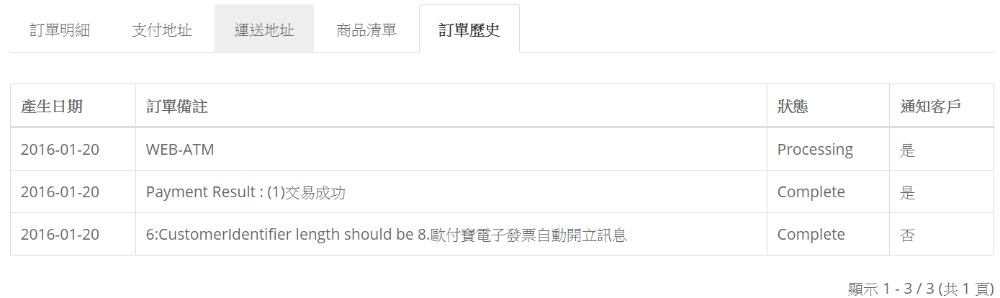 訂單明細 支付地址 運送地址 商品清單 訂單歷史
產生日期 訂單備註 狀態 通知客戶
2016-01-20 WEB-ATM Processing 是
2016-01-20 Payment Result : (1)交易成功 Complete 是
2016-01-20 6:CustomerIdentifier length should be 8.歐付寶電子發票自動開立訊息 Complete 否
顯示 1 - 3 / 3 (共 1 頁)